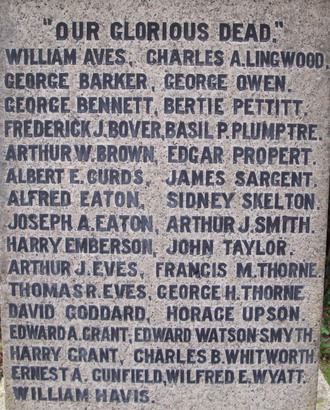 "OUR GLORIOUS DEAD."
WILLIAM AVES, CHARLES A. LINGWOOD.
GEORGE BARKER, GEORGE OWEN.
GEORGE BENNETT, BERTIE PETTITT.
FREDERICK J. BOVER, BASIL P. PLUMPTRE.
ARTHUR W. BROWN, EDGAR PROPERT.
ALBERT E. CURDS, JAMES SARGENT.
ALFRED EATON, SIDNEY SKELTON.
JOSEPH A. EATON, ARTHUR J. SMITH.
HARRY EMBERSON, JOHN TAYLOR.
ARTHUR J. EVES, FRANCIS M. THORNE.
THOMAS R. EVES, GEORGE H. THORNE.
DAVID GODDARD, HORACE UPSON.
EDWARD A. GRANT, EDWARD WATSON-SMYTH.
HARRY GRANT, CHARLES B. WHITWORTH.
ERNEST A. GUNFIELD, WILFRED E. WYATT.
WILLIAM HAVIS.